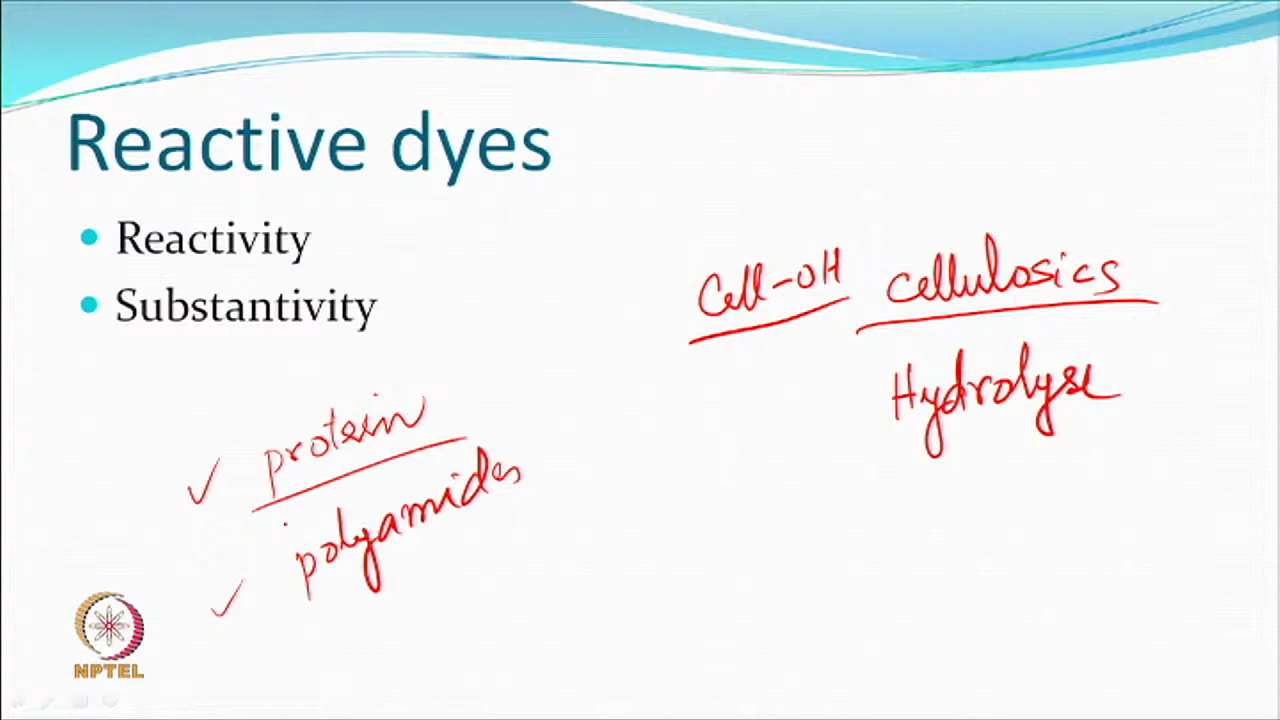 Reactive dyes
• Reactivity
• Substantivity
Cell-OH cellulosics
Hydrolyse
✓ protein
✓ polyamides
NPTEL